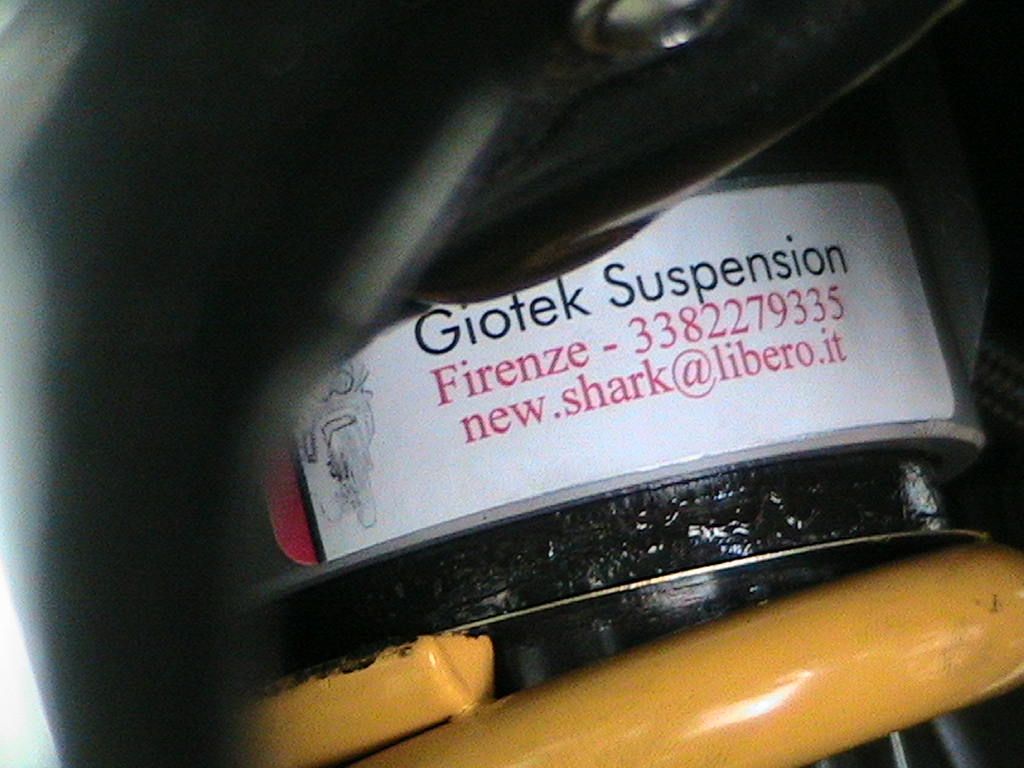 Giotek Suspension
Firenze - 3382279335
new.shark@libero.it